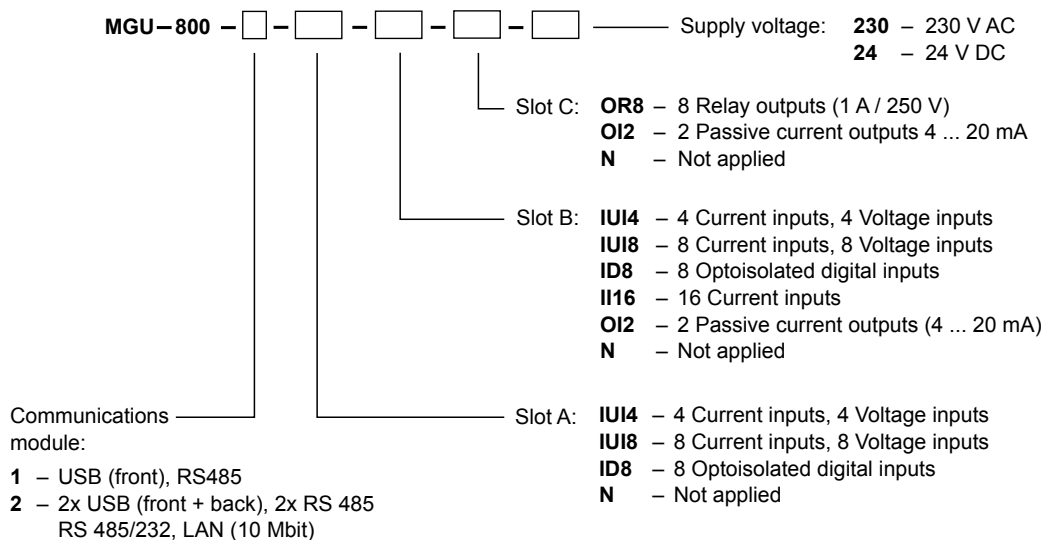 MGU–800 – – – – –
Supply voltage: 230 – 230 V AC
24 – 24 V DC
Slot C: OR8 – 8 Relay outputs (1 A / 250 V)
OI2 – 2 Passive current outputs 4 ... 20 mA
N – Not applied
Slot B: IUI4 – 4 Current inputs, 4 Voltage inputs
IUI8 – 8 Current inputs, 8 Voltage inputs
ID8 – 8 Optoisolated digital inputs
II16 – 16 Current inputs
OI2 – 2 Passive current outputs (4 ... 20 mA)
N – Not applied
Slot A: IUI4 – 4 Current inputs, 4 Voltage inputs
IUI8 – 8 Current inputs, 8 Voltage inputs
ID8 – 8 Optoisolated digital inputs
N – Not applied
Communications
module:
1 – USB (front), RS485
2 – 2x USB (front + back), 2x RS 485
RS 485/232, LAN (10 Mbit)